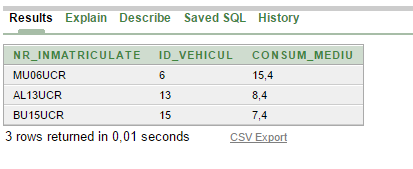 Results Explain Describe Saved SQL History
NR_INMATRICULATE ID_VEHICUL CONSUM_MEDIU
MU06UCR 6 15,4
AL13UCR 13 8,4
BU15UCR 15 7,4
3 rows returned in 0,01 seconds CSV Export